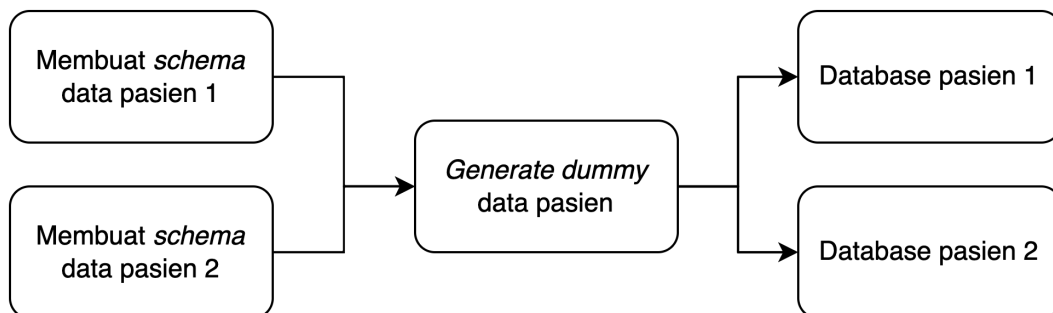 Membuat schema
data pasien 1
Membuat schema
data pasien 2
Generate dummy
data pasien
Database pasien 1
Database pasien 2